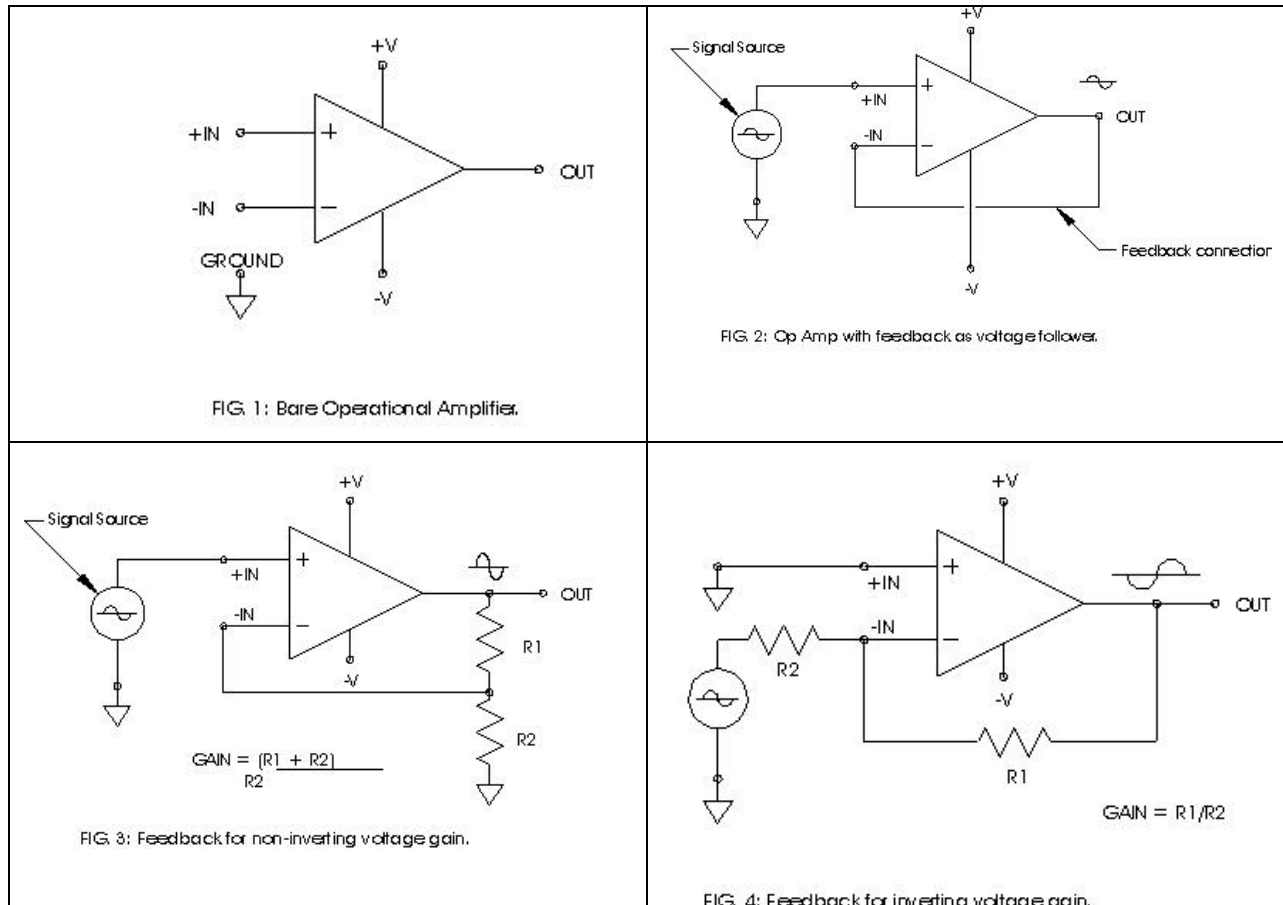 +V
+IN
+
-IN
−
OUT
GROUND
-V
FIG. 1: Bare Operational Amplifier.
+V
Signal Source
+
+IN
-IN
−
OUT
Feedback connection
-V
FIG. 2: Op Amp with feedback as voltage follower.
+V
Signal Source
+
+IN
-IN
−
OUT
R1
-V
R2
GAIN = (R1 + R2)
R2
FIG. 3: Feedback for non-inverting voltage gain.
+V
+
+IN
-IN
−
OUT
R2
-V
R1
GAIN = R1/R2
FIG. 4: Feedback for inverting voltage gain.